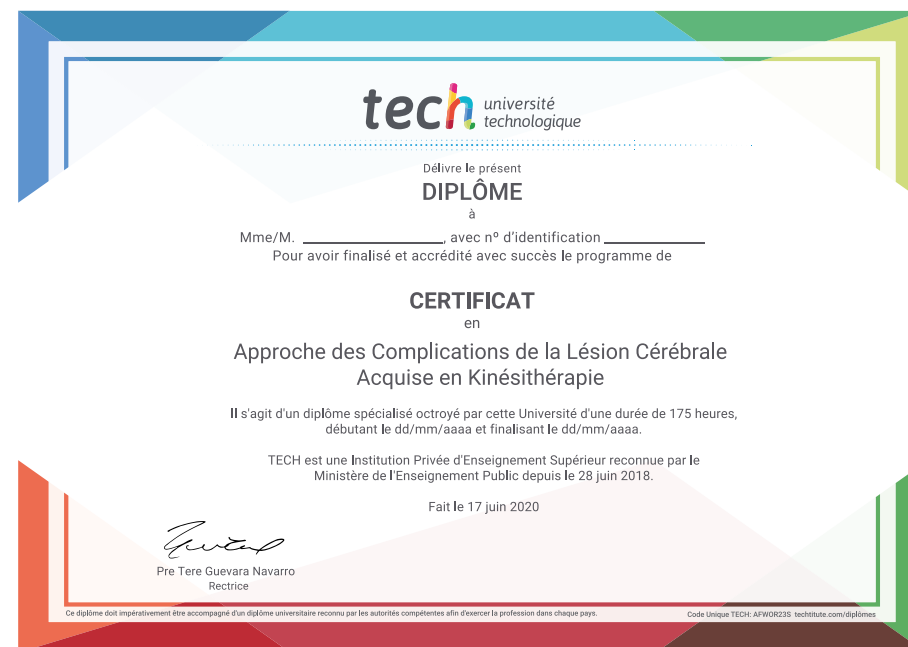 tech université
technologique
Délivre le présent
DIPLÔME
à
Mme/M. ____________________, avec nº d'identification ______________
Pour avoir finalisé et accrédité avec succès le programme de
CERTIFICAT
en
Approche des Complications de la Lésion Cérébrale
Acquise en Kinésithérapie
Il s'agit d'un diplôme spécialisé octroyé par cette Université d'une durée de 175 heures,
débutant le dd/mm/aaaa et finalisant le dd/mm/aaaa.
TECH est une Institution Privée d'Enseignement Supérieur reconnue par le
Ministère de l'Enseignement Public depuis le 28 juin 2018.
Fait le 17 juin 2020
Pre Tere Guevara Navarro
Rectrice
Ce diplôme doit impérativement être accompagné d'un diplôme universitaire reconnu par les autorités compétentes afin d'exercer la profession dans chaque pays.
Code Unique TECH: AFWOR23S techtitute.com/diplômes